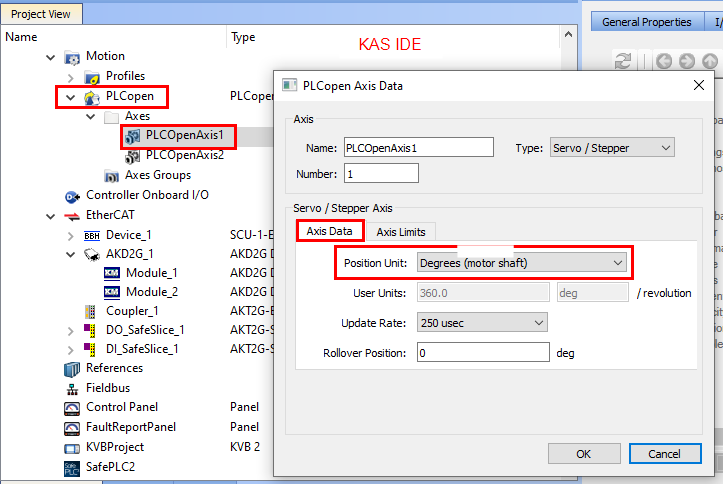 Project View
Name Type
KAS IDE
Motion
Profiles
PLCopen PLCopen
Axes
PLCOpenAxis1
PLCOpenAxis2
Axes Groups
Controller Onboard I/O
EtherCAT
BBH Device_1 SCU-1-E
AKD2G_1 AKD2G D
KM Module_1 AKD2G D
KM Module_2 AKD2G D
Coupler_1 AKT2G-E
DO_SafeSlice_1 AKT2G-S
DI_SafeSlice_1 AKT2G-S
References
Fieldbus
Control Panel Panel
FaultReportPanel Panel
KVBProject KVB 2
SafePLC2
General Properties I/
PLCopen Axis Data
Axis
Name: PLCOpenAxis1 Type: Servo / Stepper
Number: 1
Servo / Stepper Axis
Axis Data Axis Limits
Position Unit: Degrees (motor shaft)
User Units: 360.0 deg / revolution
Update Rate: 250 usec
Rollover Position: 0 deg
OK Cancel